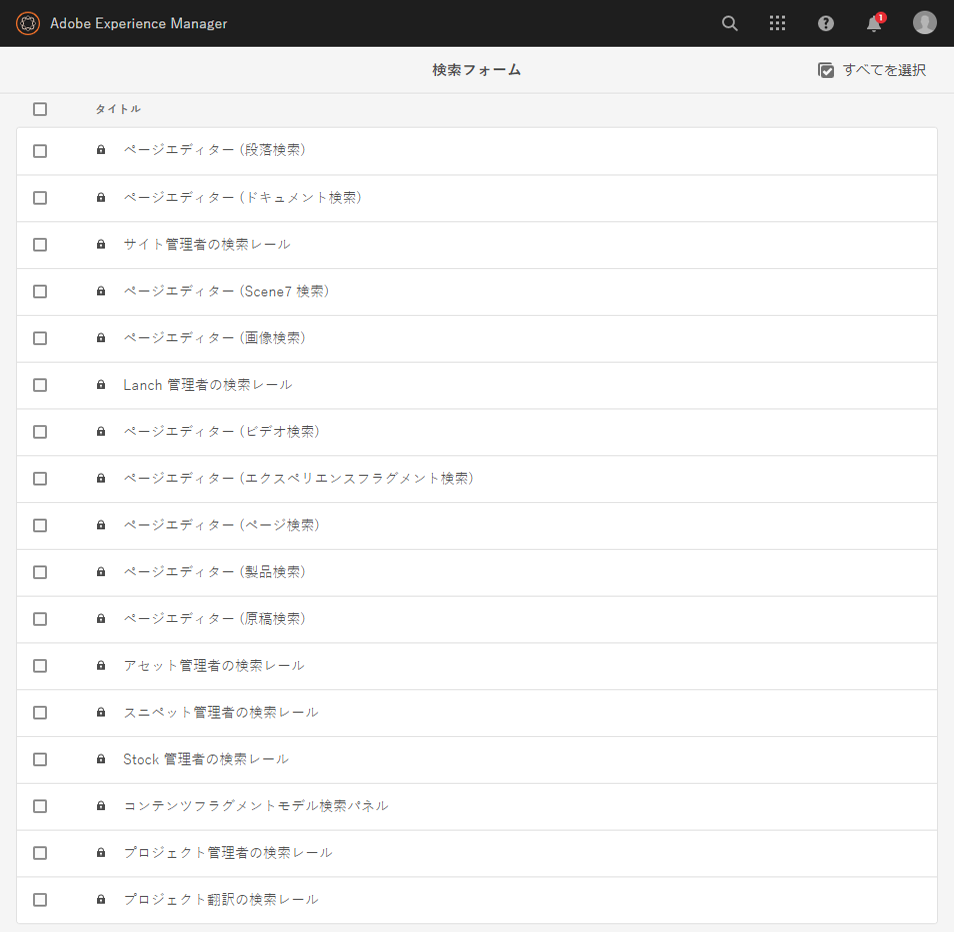 Adobe Experience Manager
1
検索フォーム
すべてを選択
タイトル
ページエディター (段落検索)
ページエディター (ドキュメント検索)
サイト管理者の検索レール
ページエディター (Scene7 検索)
ページエディター (画像検索)
Lanch 管理者の検索レール
ページエディター (ビデオ検索)
ページエディター (エクスペリエンスフラグメント検索)
ページエディター (ページ検索)
ページエディター (製品検索)
ページエディター (原稿検索)
アセット管理者の検索レール
スニペット管理者の検索レール
Stock 管理者の検索レール
コンテンツフラグメントモデル検索パネル
プロジェクト管理者の検索レール
プロジェクト翻訳の検索レール